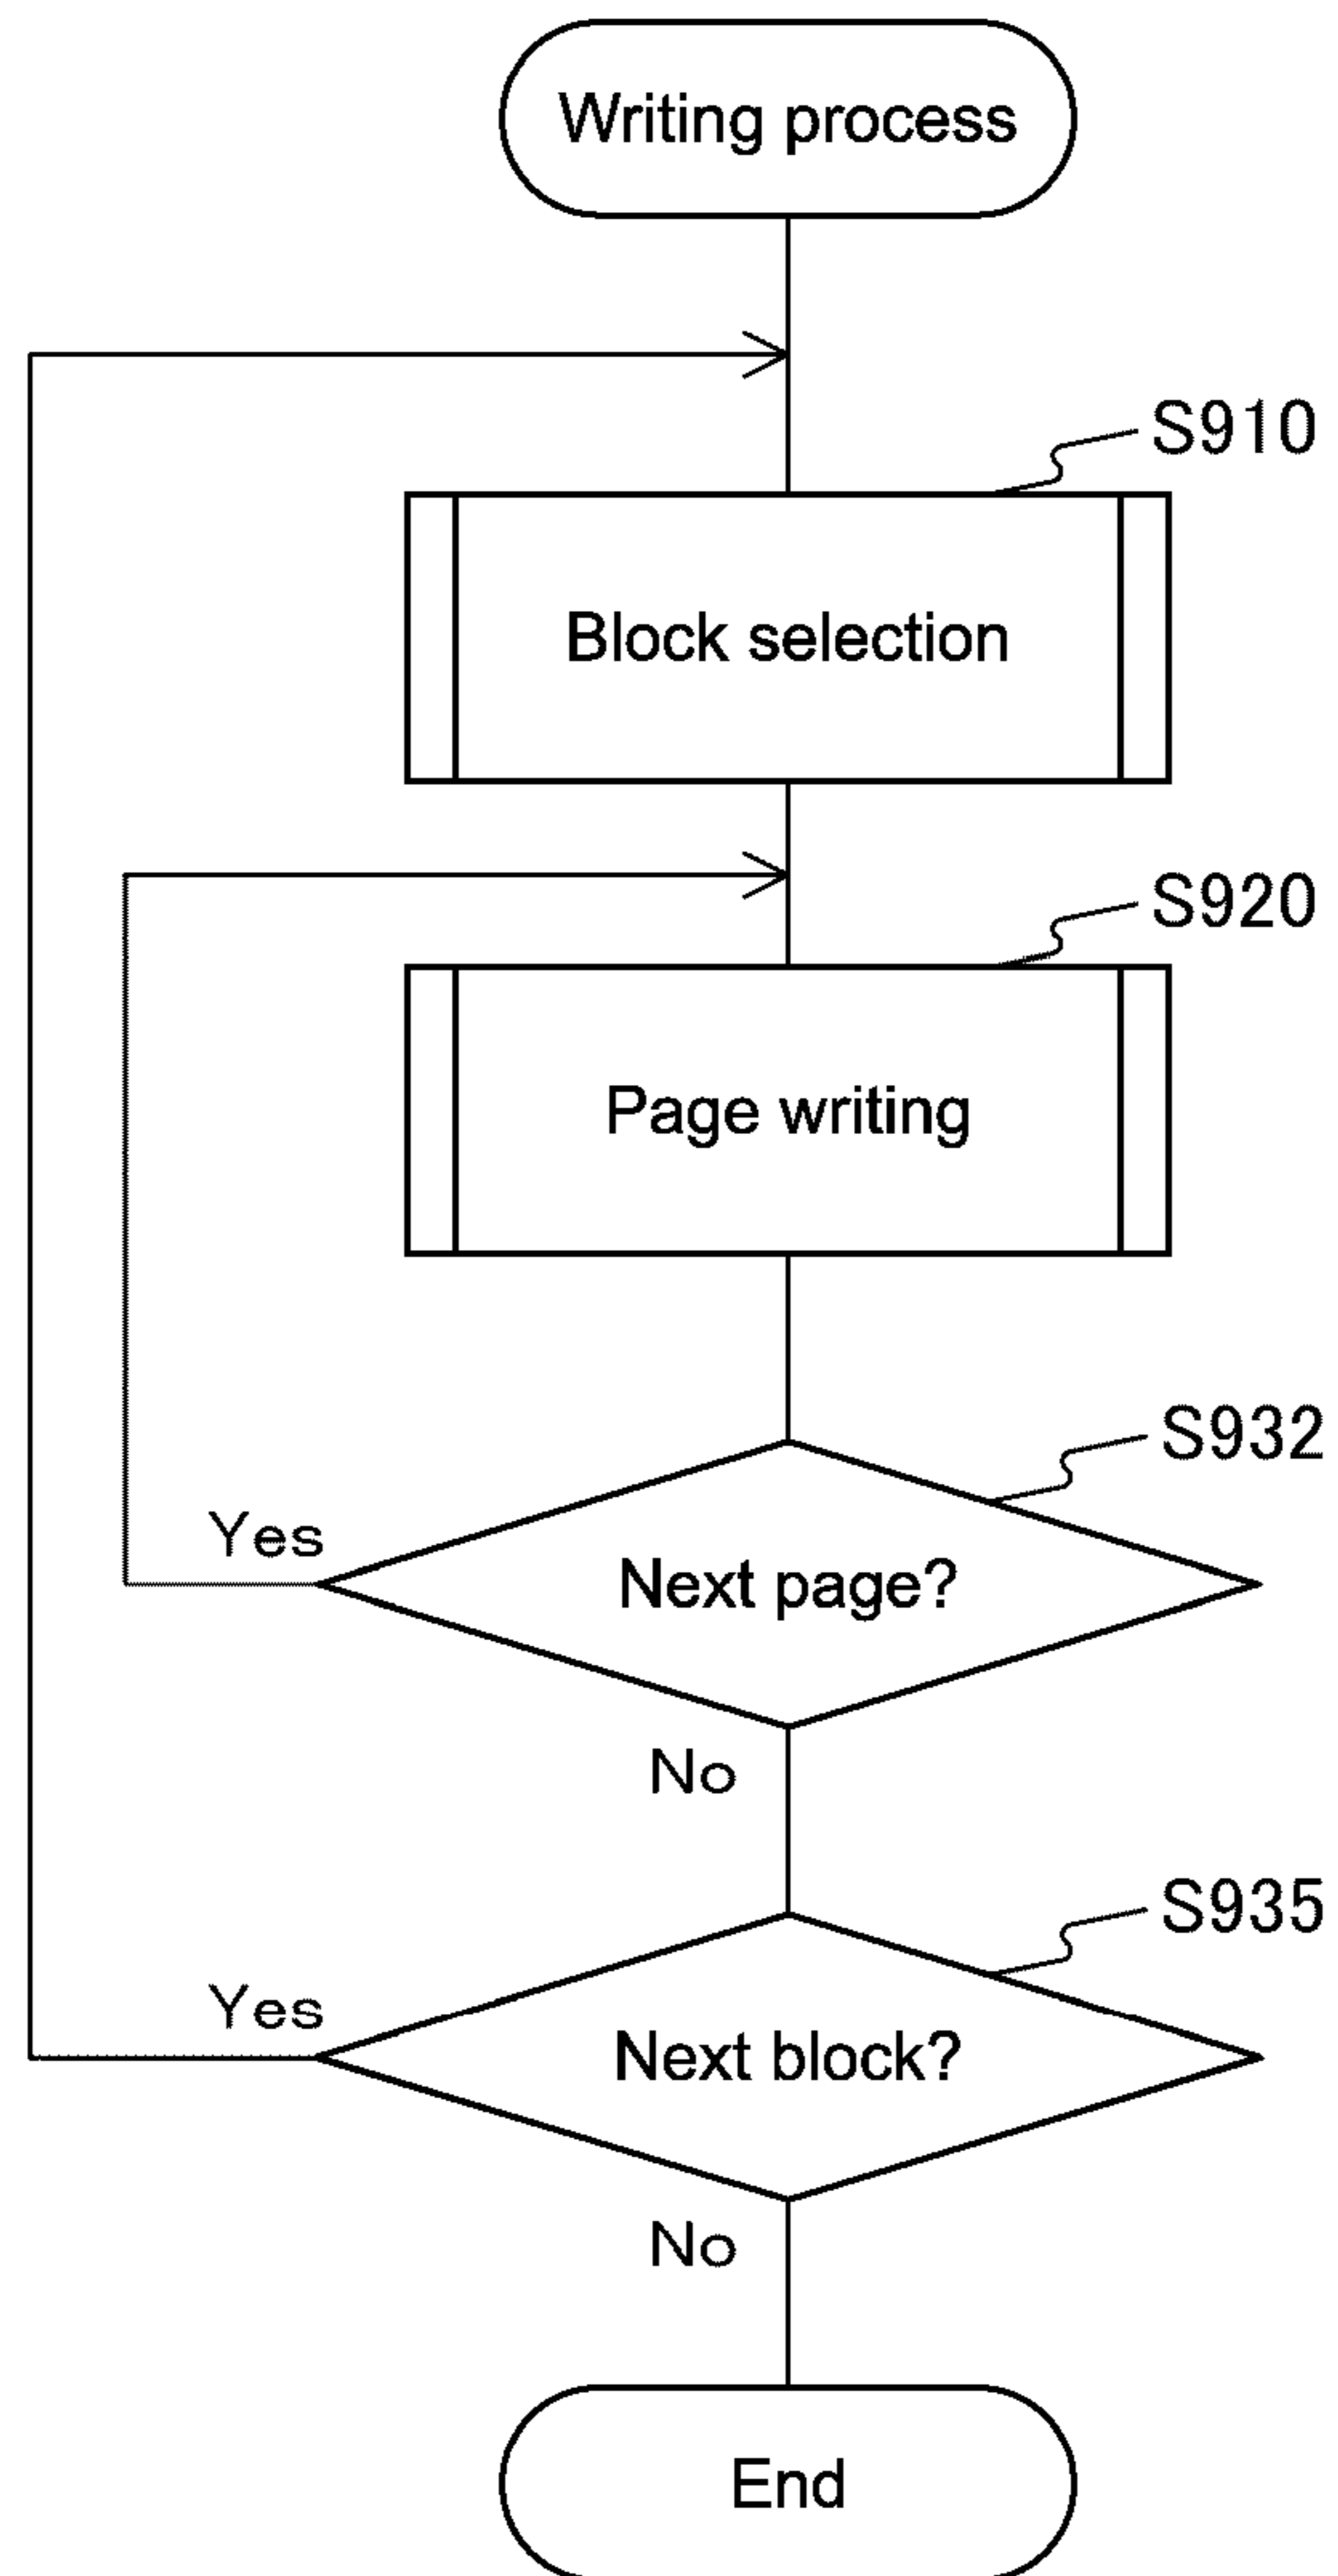 Writing process
S910
Block selection
S920
Page writing
S932
Yes
Next page?
No
S935
Yes
Next block?
No
End